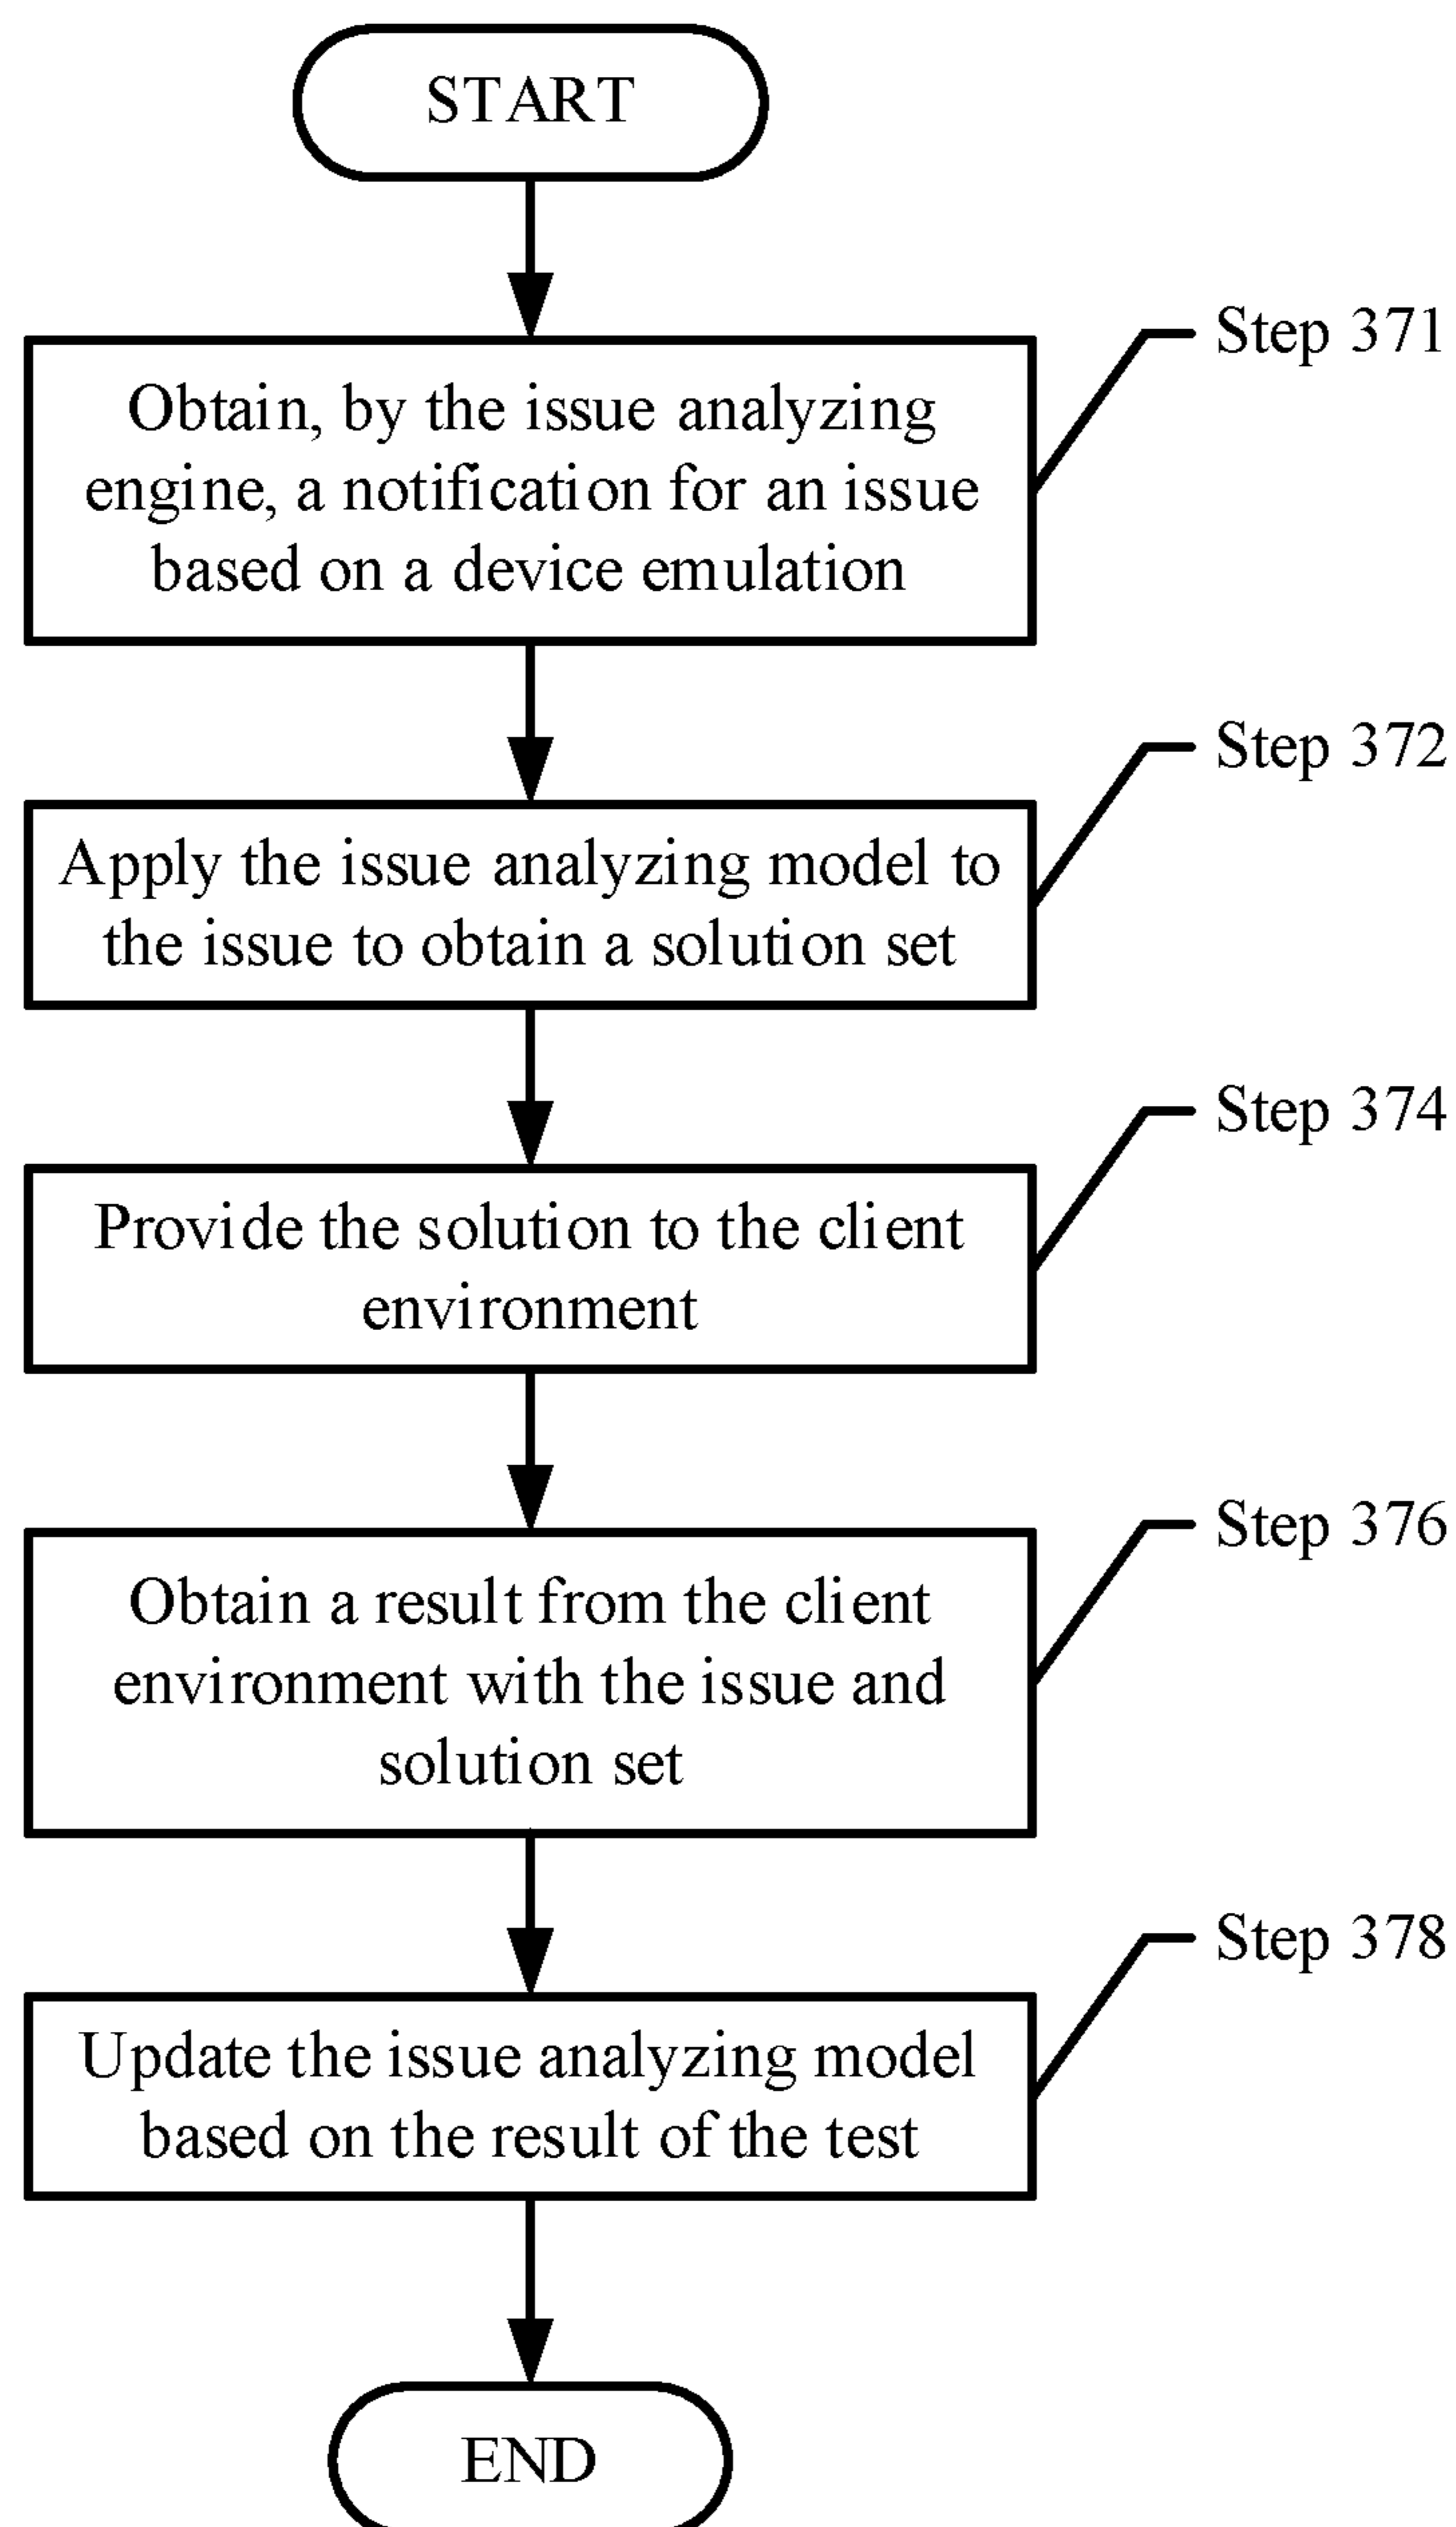 START
Step 371
Obtain, by the issue analyzing
engine, a notification for an issue
based on a device emulation
Step 372
Apply the issue analyzing model to
the issue to obtain a solution set
Step 374
Provide the solution to the client
environment
Step 376
Obtain a result from the client
environment with the issue and
solution set
Step 378
Update the issue analyzing model
based on the result of the test
END